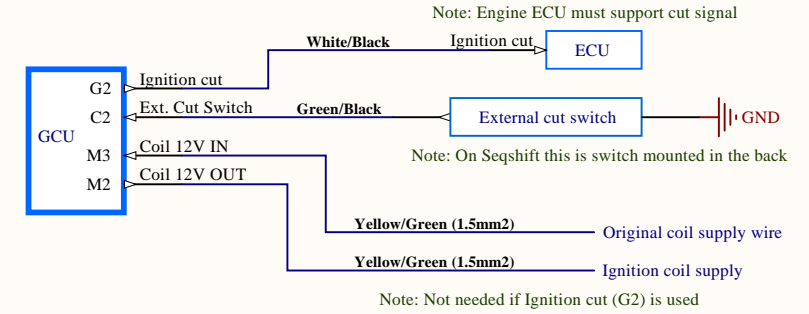 Note: Engine ECU must support cut signal
White/Black
Ignition cut
ECU
G2
Ignition cut
C2
Ext. Cut Switch
Green/Black
External cut switch
GND
GCU
Note: On Seqshift this is switch mounted in the back
M3
Coil 12V IN
M2
Coil 12V OUT
Yellow/Green (1.5mm2)
Original coil supply wire
Yellow/Green (1.5mm2)
Ignition coil supply
Note: Not needed if Ignition cut (G2) is used